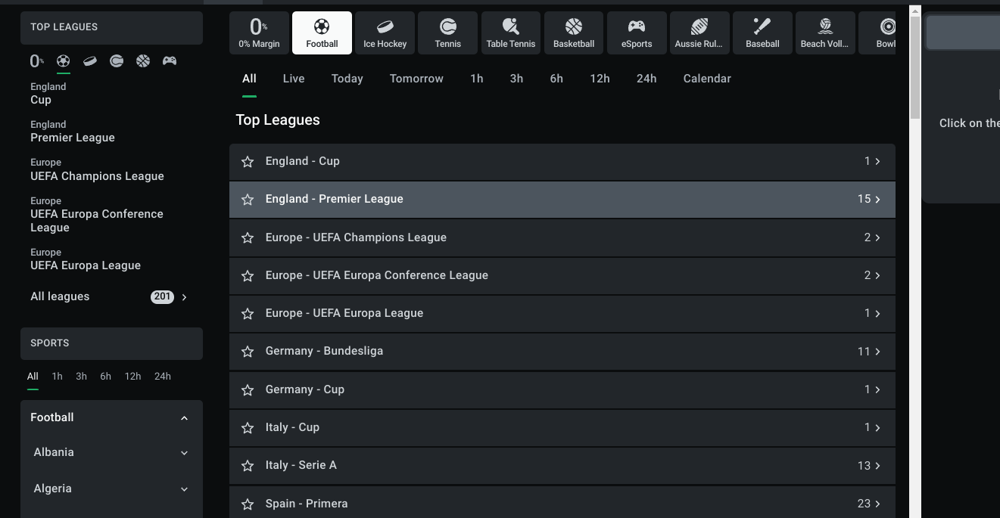 TOP LEAGUES
0%
England
Cup
England
Premier League
Europe
UEFA Champions League
Europe
UEFA Europa Conference
League
Europe
UEFA Europa League
All leagues 201
SPORTS
All 1h 3h 6h 12h 24h
Football
Albania
Algeria
0%
0% Margin Football Ice Hockey Tennis Table Tennis Basketball eSports Aussie Rul... Baseball Beach Voll... Bowl
All Live Today Tomorrow 1h 3h 6h 12h 24h Calendar
Top Leagues
England - Cup 1
England - Premier League 15
Europe - UEFA Champions League 2
Europe - UEFA Europa Conference League 2
Europe - UEFA Europa League 1
Germany - Bundesliga 11
Germany - Cup 1
Italy - Cup 1
Italy - Serie A 13
Spain - Primera 23
Click on the